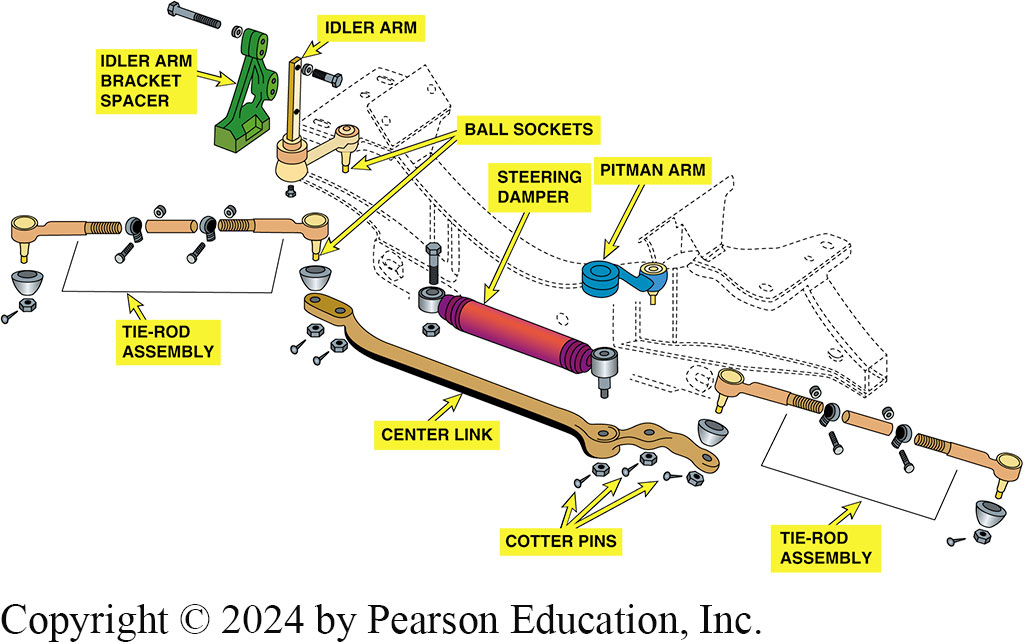 IDLER ARM
IDLER ARM
BRACKET
SPACER
BALL SOCKETS
STEERING
DAMPER
PITMAN ARM
TIE-ROD
ASSEMBLY
CENTER LINK
COTTER PINS
TIE-ROD
ASSEMBLY
Copyright © 2024 by Pearson Education, Inc.